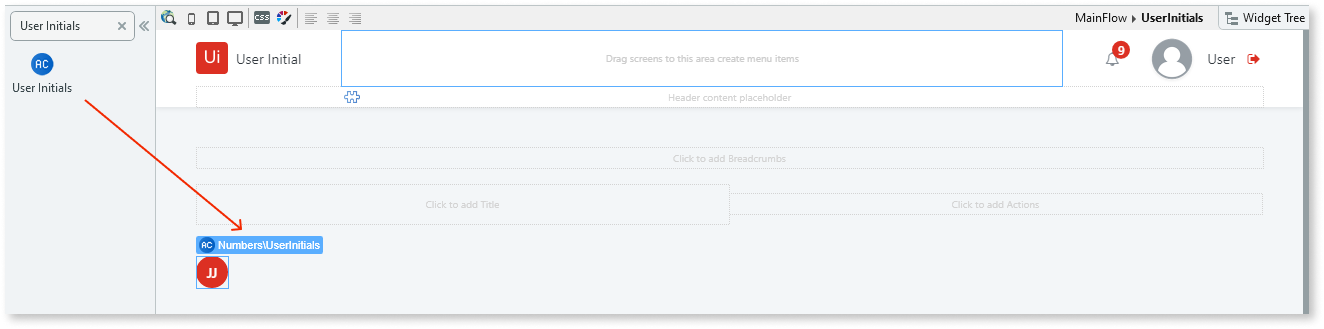 User Initials
CSS
MainFlow UserInitials
Widget Tree
AC
User Initials
Ui
User Initial
Drag screens to this area create menu items
9
User
Header content placeholder
Click to add Breadcrumbs
Click to add Title
Click to add Actions
AC Numbers\UserInitials
JJ